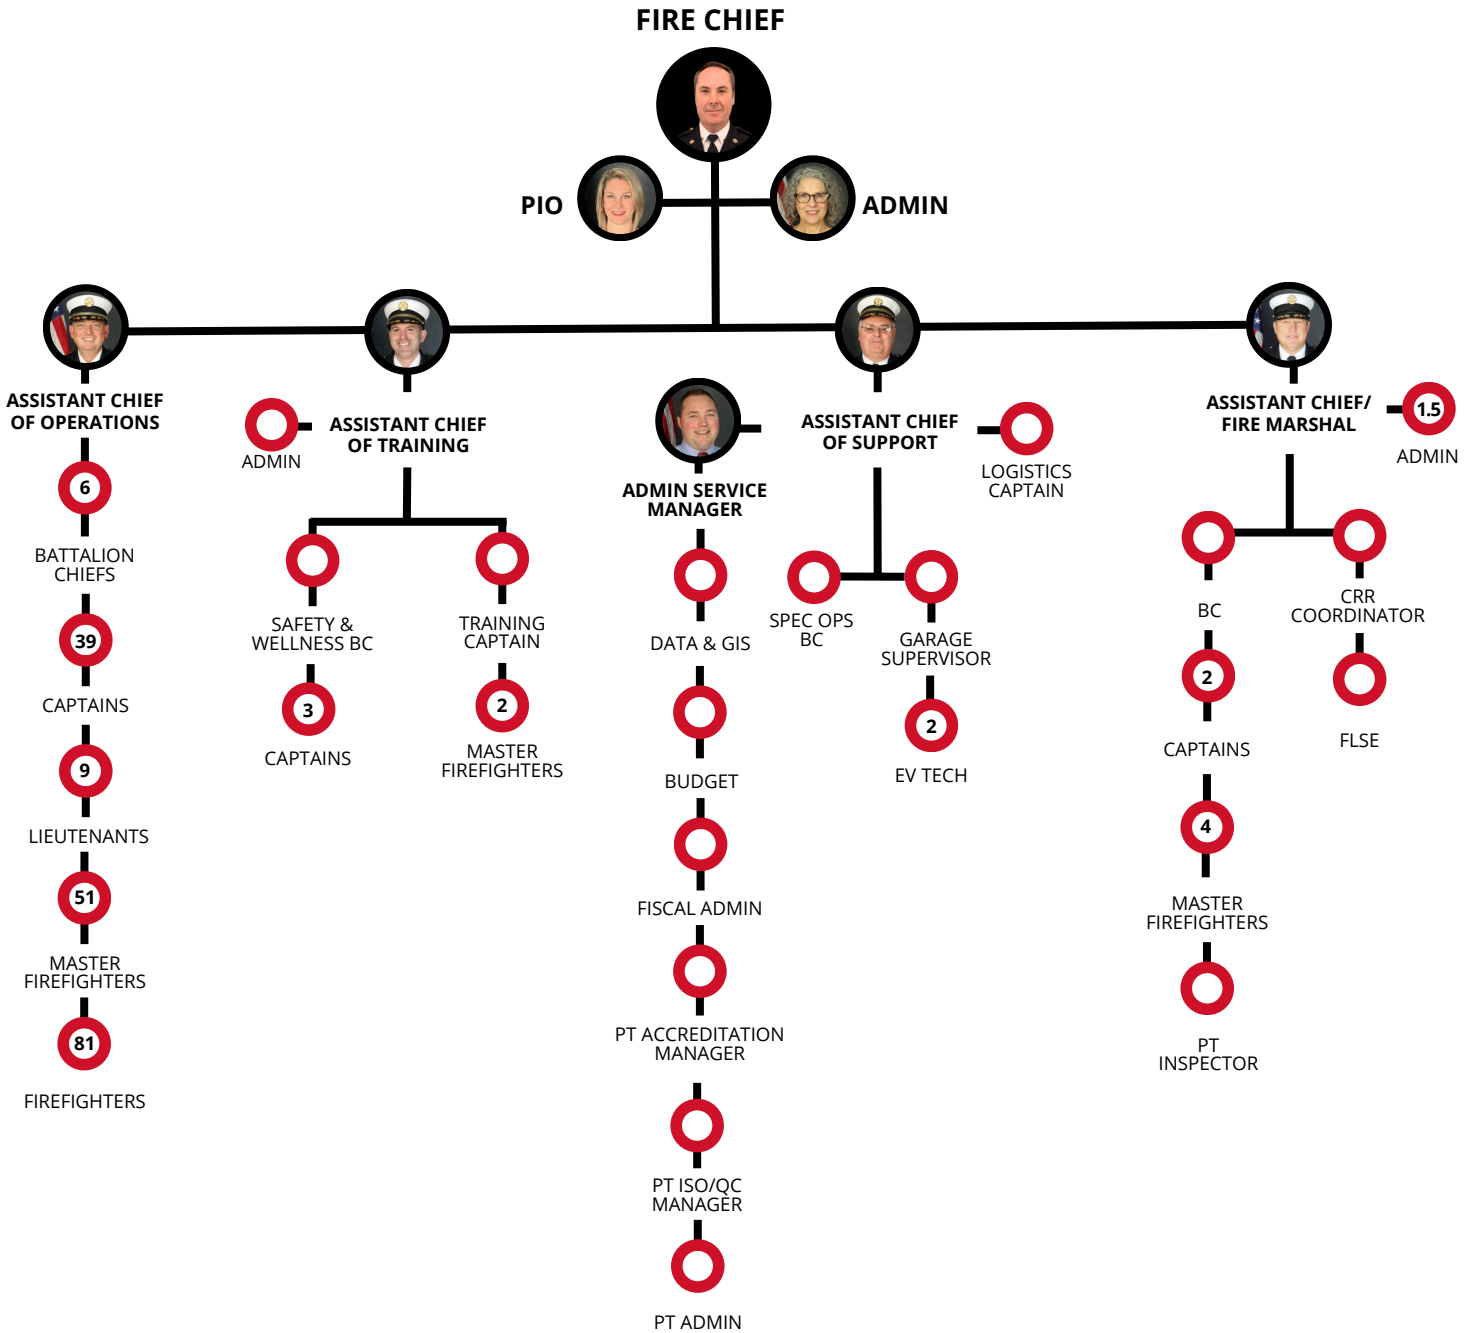 FIRE CHIEF
PIO
ADMIN
ASSISTANT CHIEF
OF OPERATIONS
6
BATTALION
CHIEFS
39
CAPTAINS
9
LIEUTENANTS
51
MASTER
FIREFIGHTERS
81
FIREFIGHTERS
ADMIN
ASSISTANT CHIEF
OF TRAINING
SAFETY &
WELLNESS BC
3
CAPTAINS
TRAINING
CAPTAIN
2
MASTER
FIREFIGHTERS
ADMIN SERVICE
MANAGER
DATA & GIS
BUDGET
FISCAL ADMIN
PT ACCREDITATION
MANAGER
PT ISO/QC
MANAGER
PT ADMIN
ASSISTANT CHIEF
OF SUPPORT
LOGISTICS
CAPTAIN
SPEC OPS
BC
GARAGE
SUPERVISOR
2
EV TECH
ASSISTANT CHIEF/
FIRE MARSHAL
1.5
ADMIN
BC
2
CAPTAINS
4
MASTER
FIREFIGHTERS
PT
INSPECTOR
CRR
COORDINATOR
FLSE